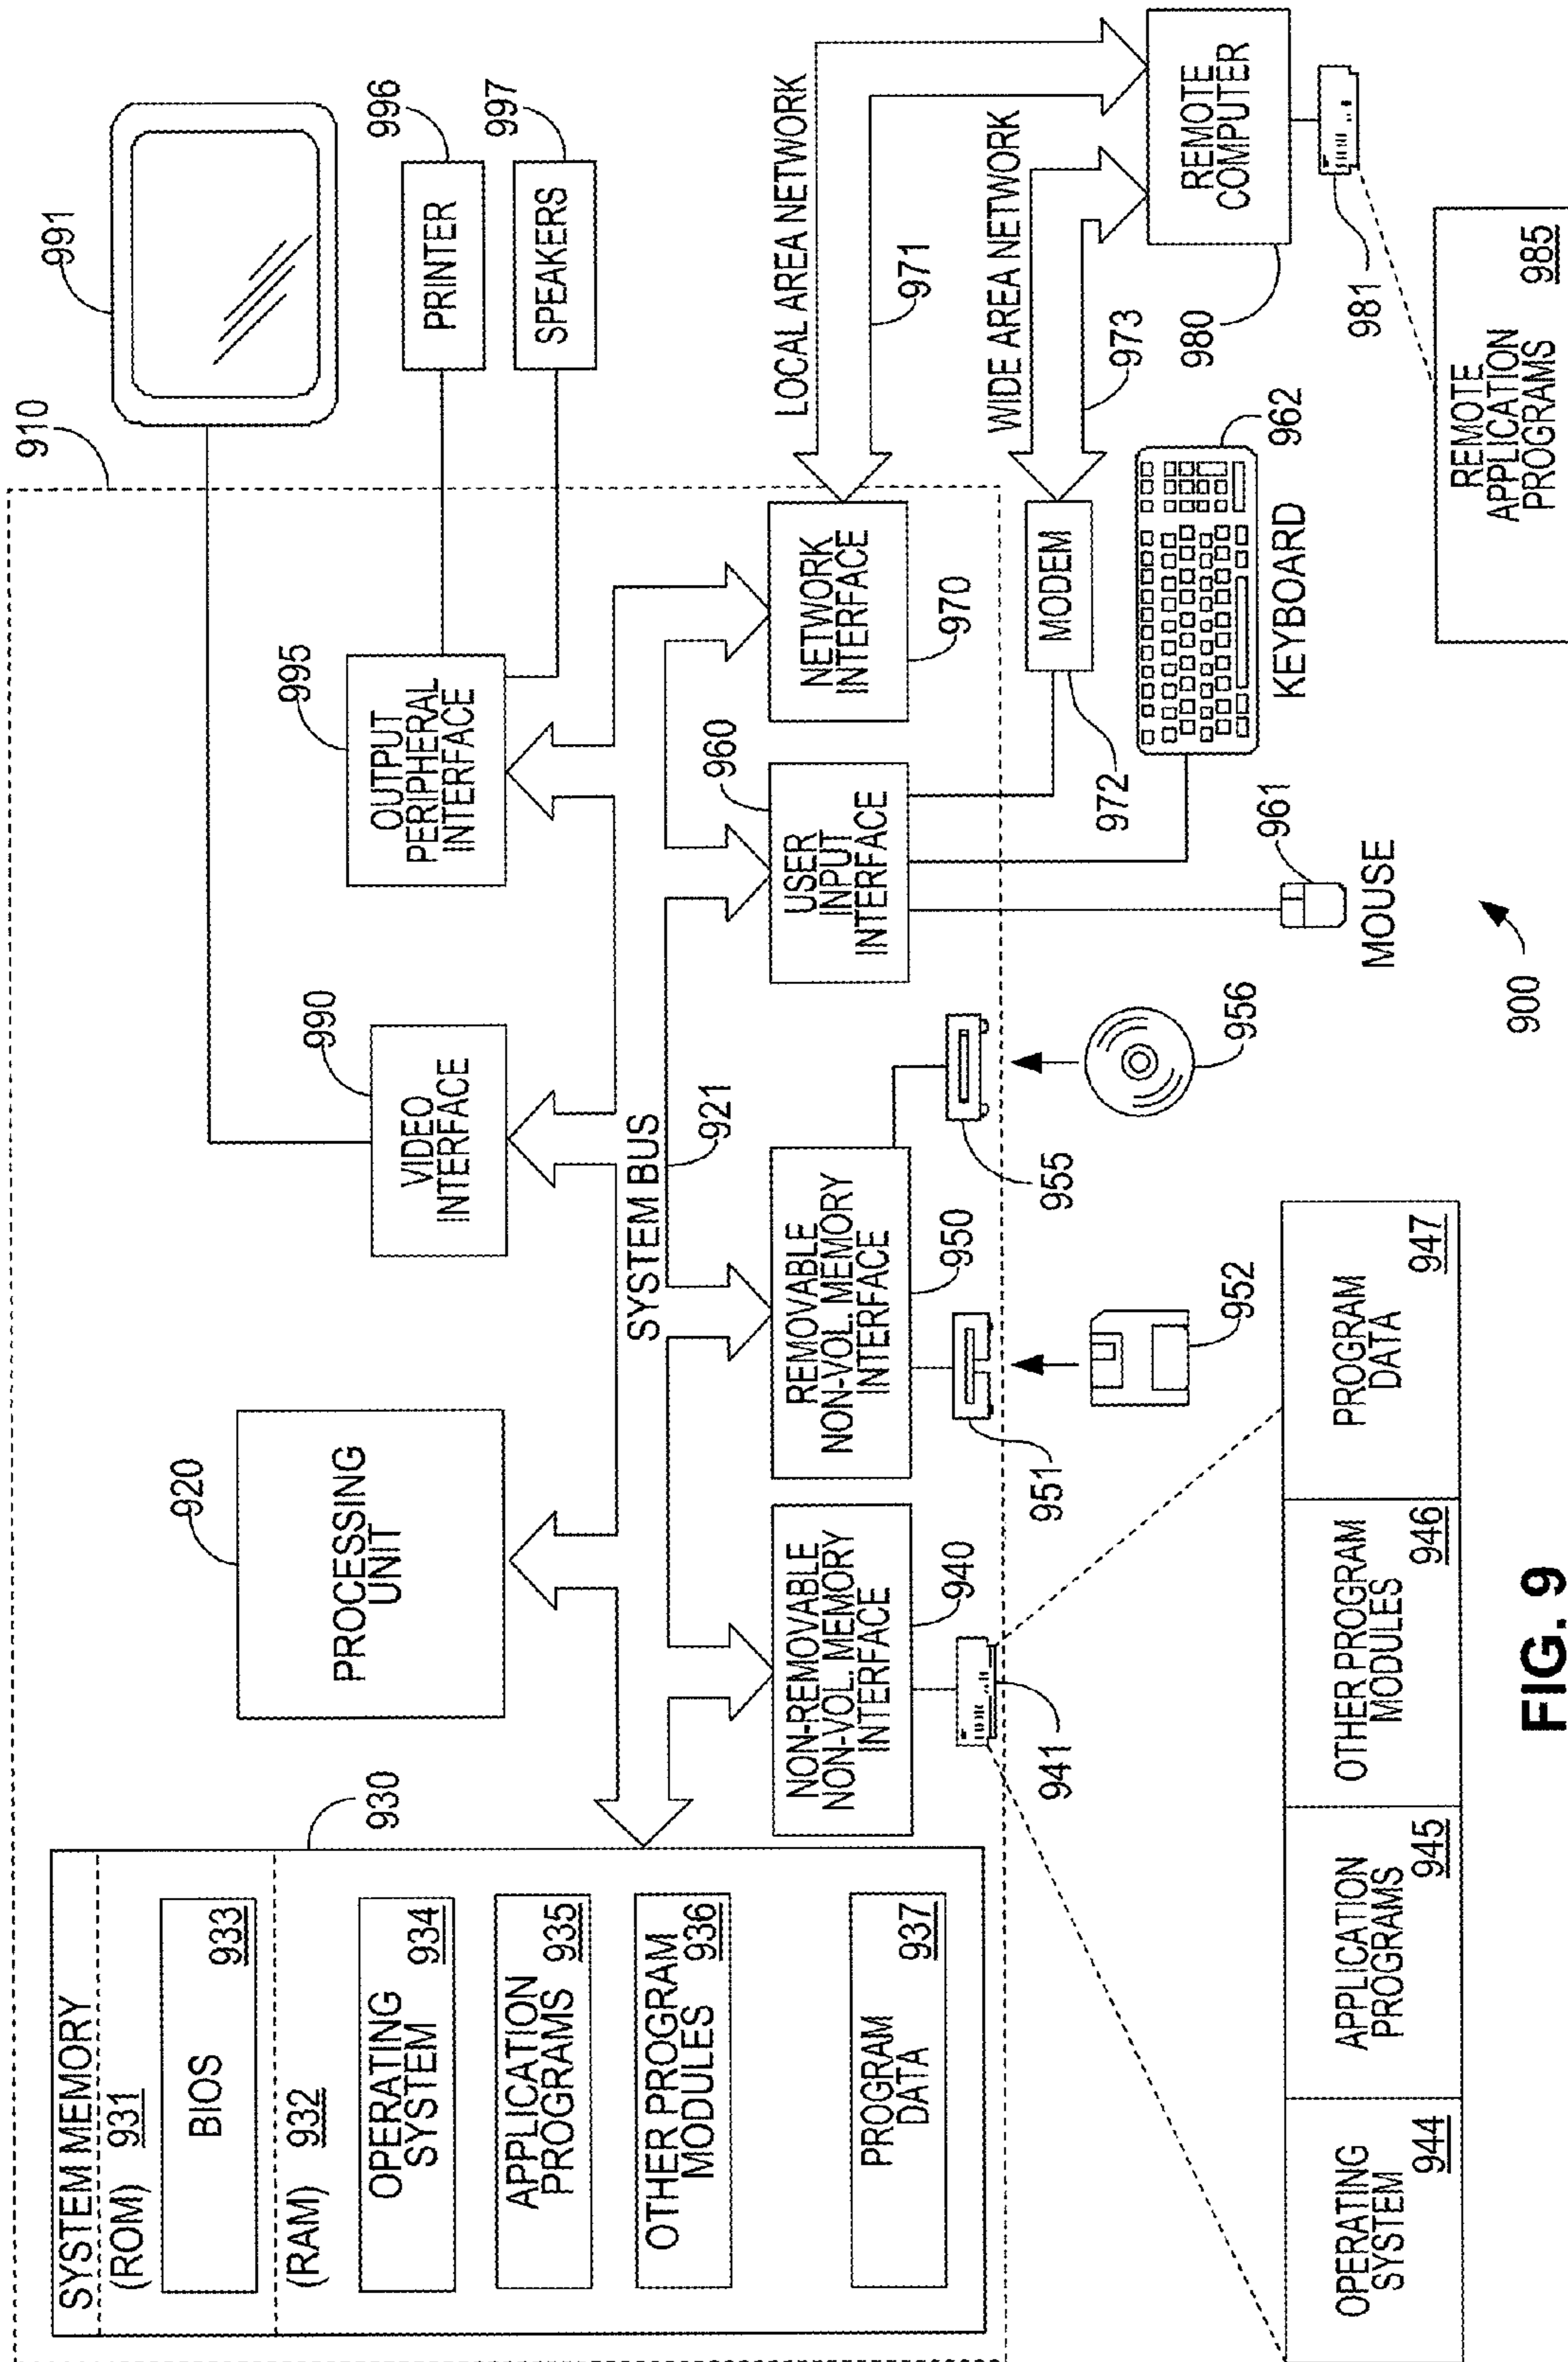 910
991
SYSTEM MEMORY
(ROM) 931
BIOS
933
(RAM) 932
OPERATING
SYSTEM
934
APPLICATION
PROGRAMS
935
OTHER PROGRAM
MODULES
936
PROGRAM
DATA
937
930
920
PROCESSING
UNIT
990
VIDEO
INTERFACE
995
OUTPUT
PERIPHERAL
INTERFACE
PRINTER
996
SPEAKERS
997
SYSTEM BUS
921
NON-REMOVABLE
NON-VOL. MEMORY
INTERFACE
940
REMOVABLE
NON-VOL. MEMORY
INTERFACE
950
960
USER
INPUT
INTERFACE
NETWORK
INTERFACE
970
LOCAL AREA NETWORK
971
WIDE AREA NETWORK
973
MODEM
972
941
951
952
955
956
MOUSE
961
KEYBOARD
962
REMOTE
COMPUTER
980
981
REMOTE
APPLICATION
PROGRAMS
985
OPERATING
SYSTEM
944
APPLICATION
PROGRAMS
945
OTHER PROGRAM
MODULES
946
PROGRAM
DATA
947
900
FIG. 9